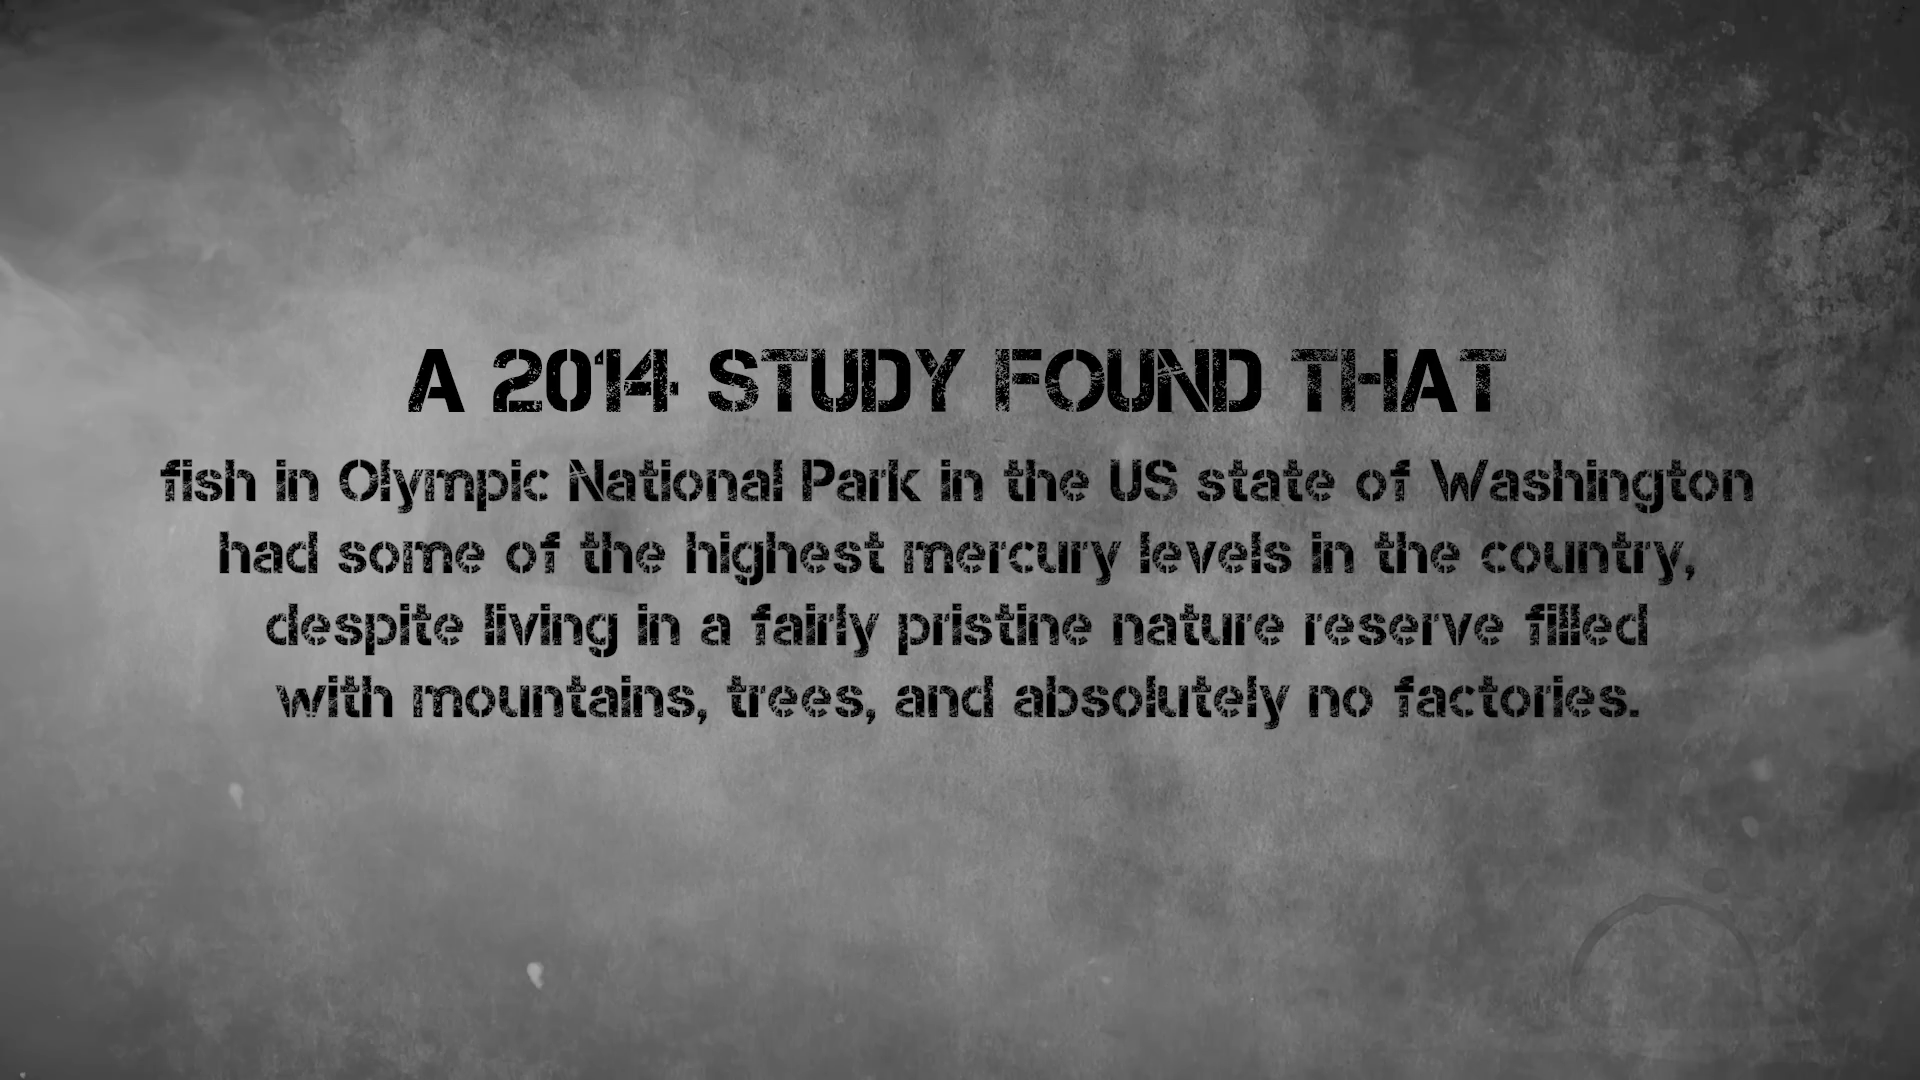 A 2014 STUDY FOUND THAT
fish in Olympic National Park in the US state of Washington
had some of the highest mercury levels in the country,
despite living in a fairly pristine nature reserve filled
with mountains, trees, and absolutely no factories.